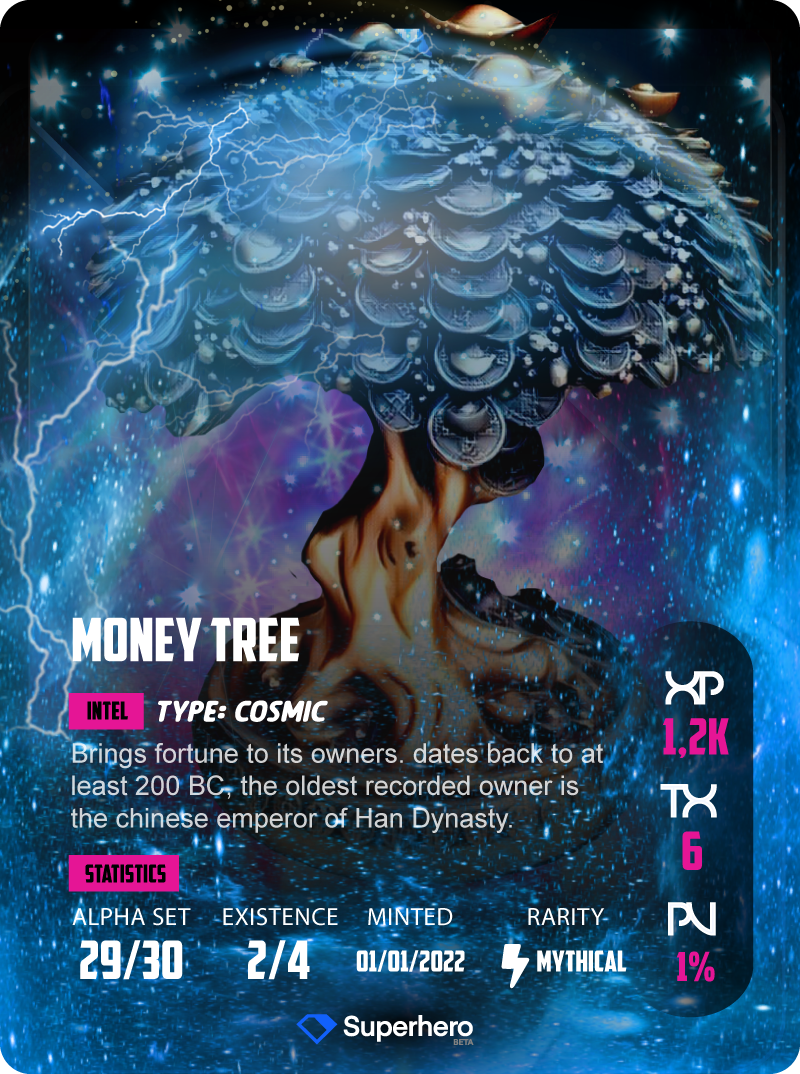 MONEY TREE
INTEL TYPE: COSMIC
Brings fortune to its owners. dates back to at
least 200 BC, the oldest recorded owner is
the chinese emperor of Han Dynasty.
STATISTICS
ALPHA SET EXISTENCE MINTED RARITY
29/30 2/4 01/01/2022 MYTHICAL
XP
1,2K
TX
6
PV
1%
Superhero
BETA